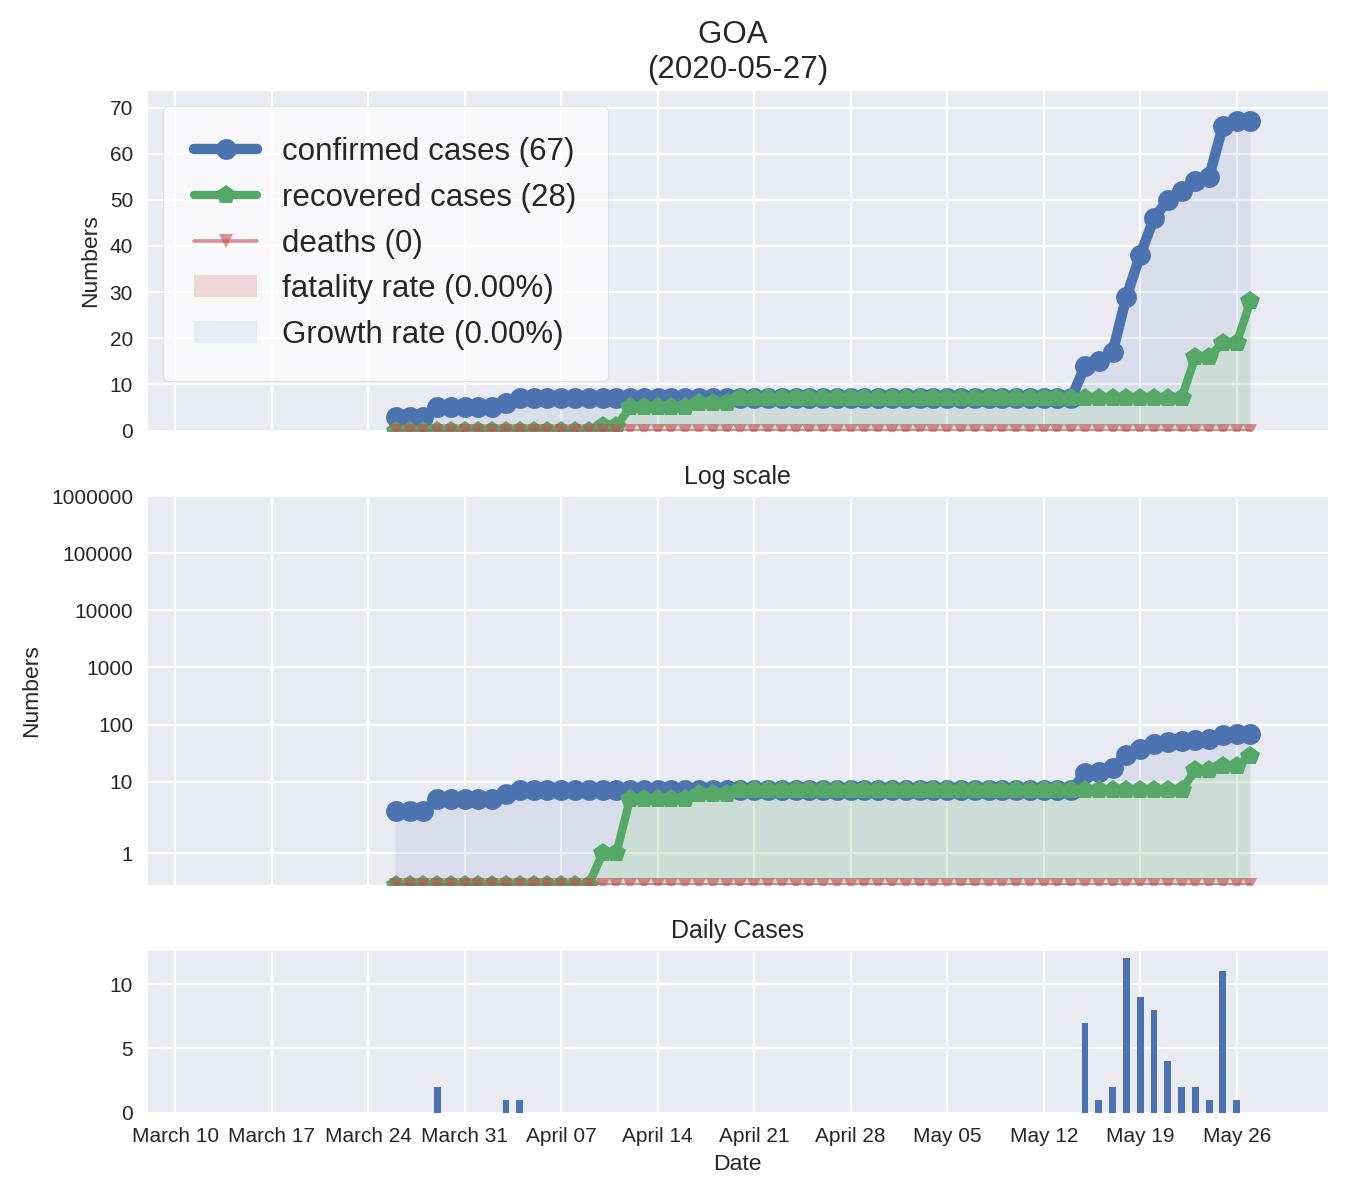 GOA
(2020-05-27)
70
60
50
40
30
20
10
0
Numbers
confirmed cases (67)
recovered cases (28)
deaths (0)
fatality rate (0.00%)
Growth rate (0.00%)
Log scale
1000000
100000
10000
1000
100
10
1
Numbers
Daily Cases
10
5
0
March 10 March 17 March 24 March 31 April 07 April 14 April 21 April 28 May 05 May 12 May 19 May 26
Date